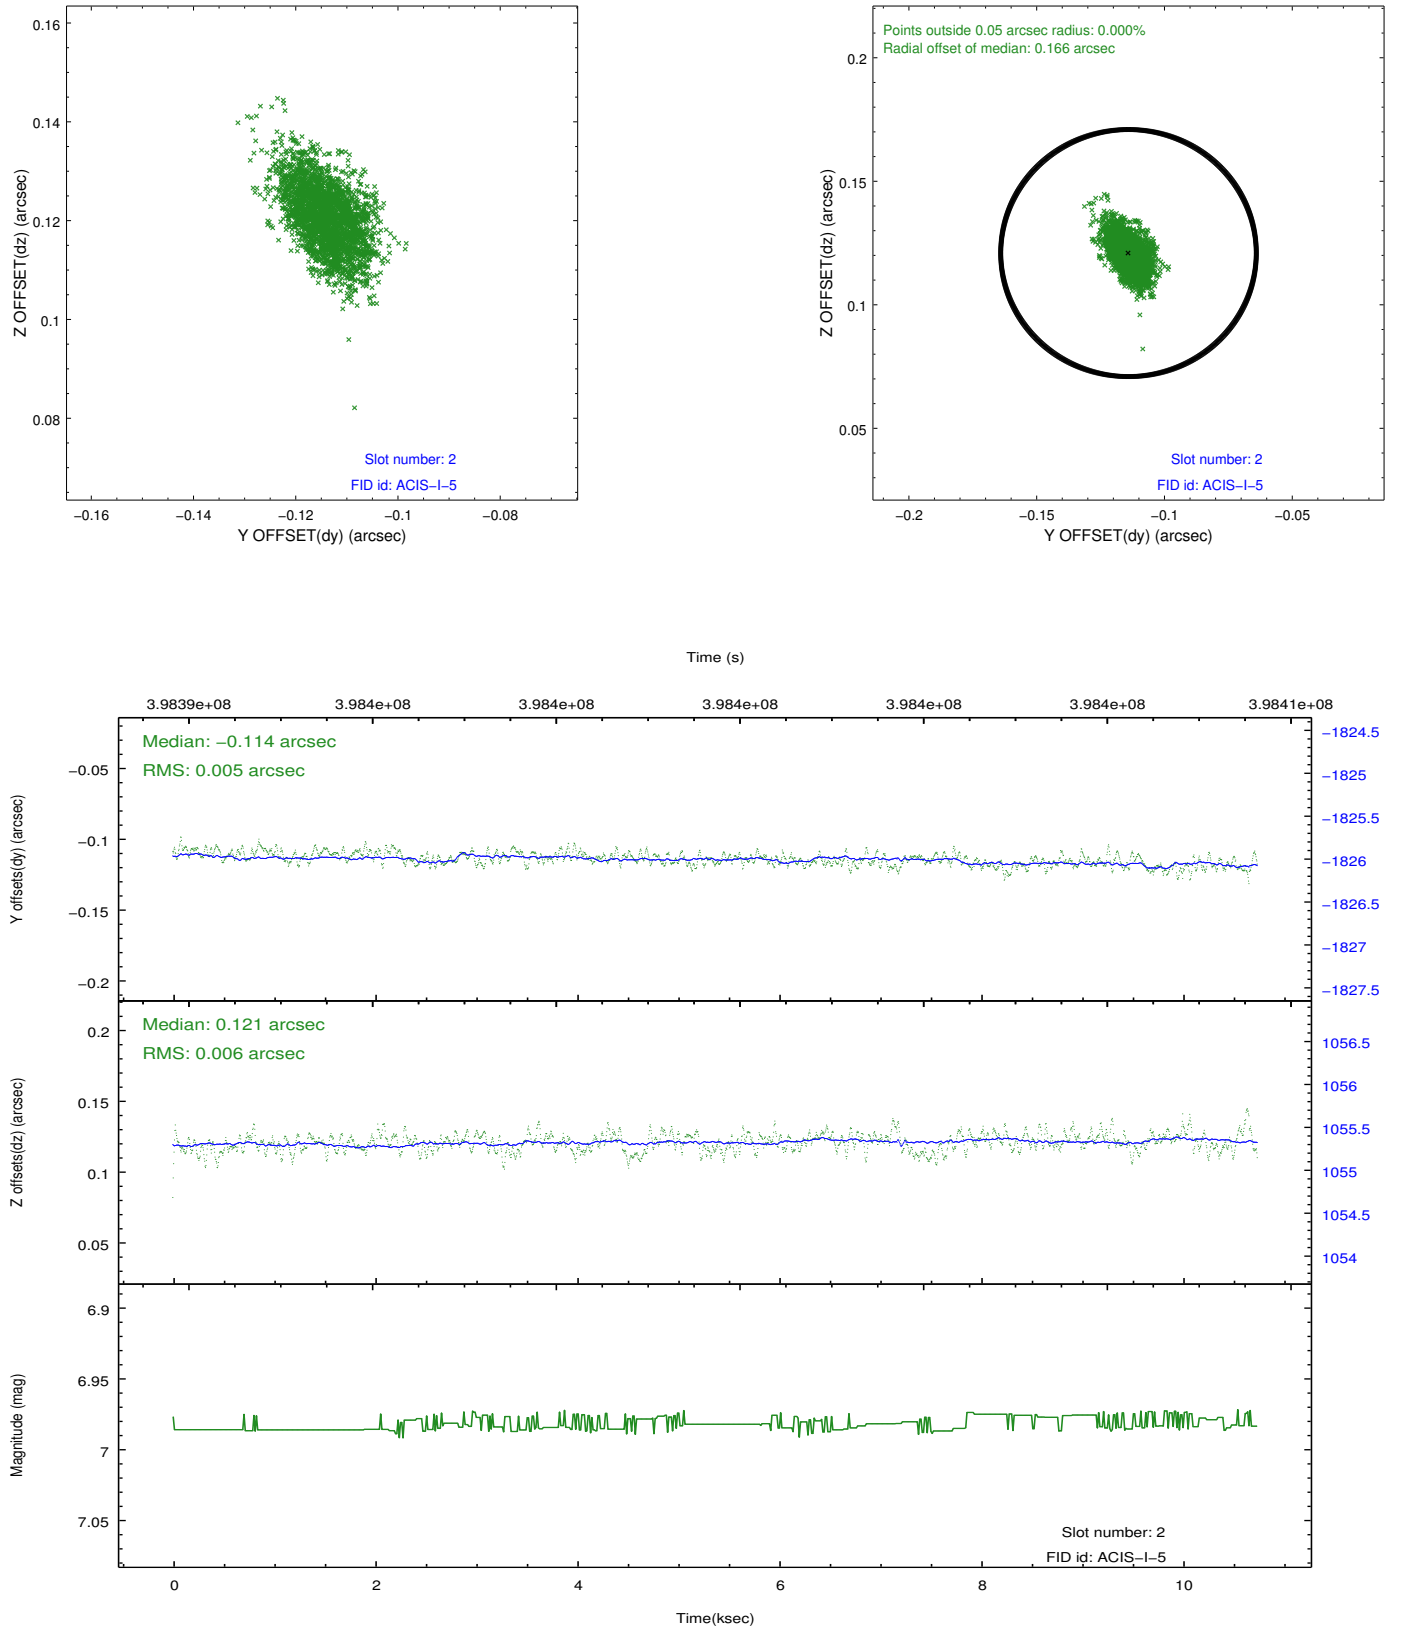 0.16
0.14
0.12
0.1
0.08
Z OFFSET(dz) (arcsec)
−0.16 −0.14 −0.12 −0.1 −0.08
Y OFFSET(dy) (arcsec)
Slot number: 2
FID id: ACIS−I−5
Points outside 0.05 arcsec radius: 0.000%
Radial offset of median: 0.166 arcsec
0.2
0.15
0.1
0.05
Z OFFSET(dz) (arcsec)
−0.2 −0.15 −0.1 −0.05
Y OFFSET(dy) (arcsec)
Slot number: 2
FID id: ACIS−I−5
Time (s)
3.9839e+08 3.984e+08 3.984e+08 3.984e+08 3.984e+08 3.984e+08 3.9841e+08
Median: −0.114 arcsec
RMS: 0.005 arcsec
−0.05
−0.1
−0.15
−0.2
Y offsets(dy) (arcsec)
−1824.5
−1825
−1825.5
−1826
−1826.5
−1827
−1827.5
Median: 0.121 arcsec
RMS: 0.006 arcsec
0.2
0.15
0.1
0.05
Z offsets(dz) (arcsec)
1056.5
1056
1055.5
1055
1054.5
1054
6.9
6.95
7
7.05
Magnitude (mag)
Slot number: 2
FID id: ACIS−I−5
0 2 4 6 8 10
Time(ksec)